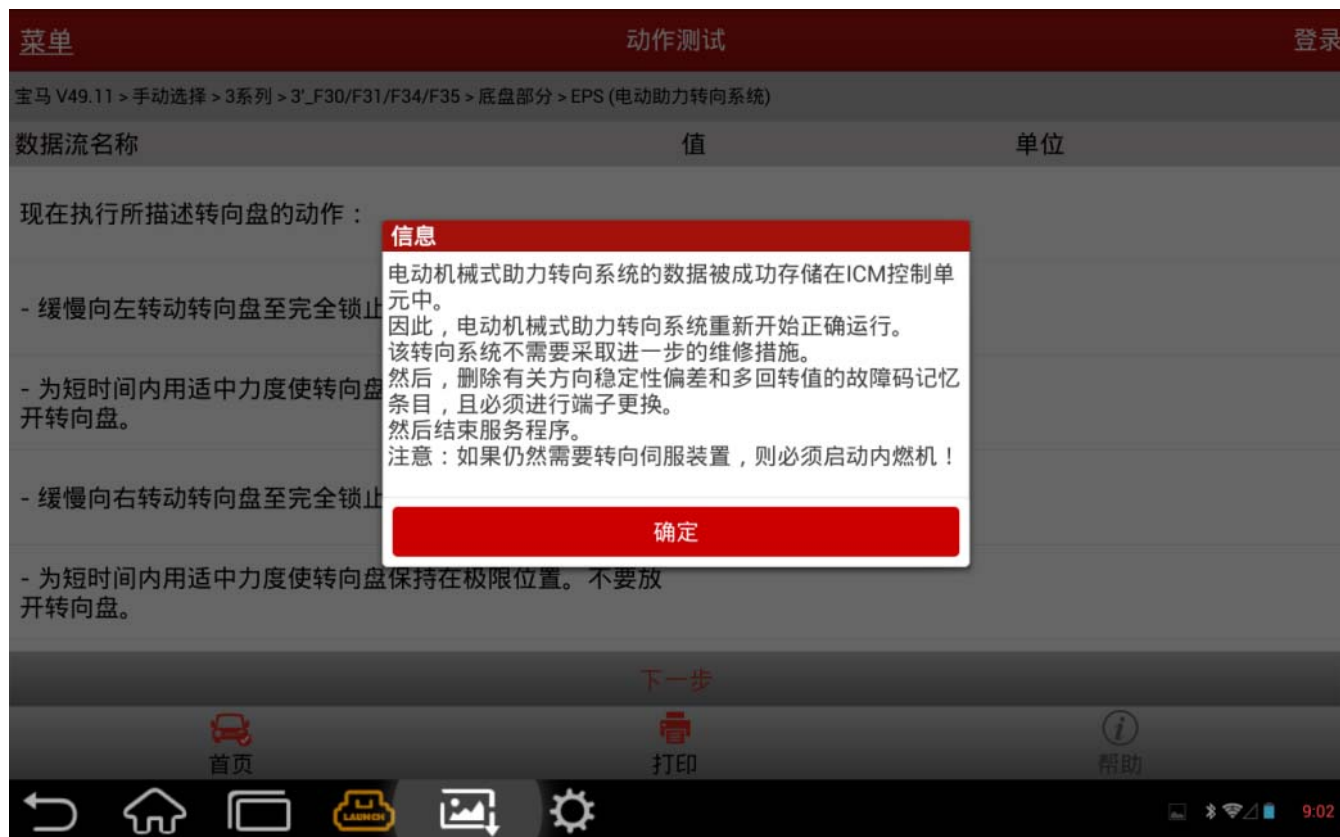 菜单
动作测试
登录
宝马 V49.11 > 手动选择 > 3系列 > 3'_F30/F31/F34/F35 > 底盘部分 > EPS (电动助力转向系统)
数据流名称
值
单位
现在执行所描述转向盘的动作：
- 缓慢向左转动转向盘至完全锁止
- 为短时间内用适中力度使转向盘
开转向盘。
- 缓慢向右转动转向盘至完全锁止
- 为短时间内用适中力度使转向盘保持在极限位置。不要放
开转向盘。
信息
电动机械式助力转向系统的数据被成功存储在ICM控制单
元中。
因此，电动机械式助力转向系统重新开始正确运行。
该转向系统不需要采取进一步的维修措施。
然后，删除有关方向稳定性偏差和多回转值的故障码记忆
条目，且必须进行端子更换。
然后结束服务程序。
注意：如果仍然需要转向伺服装置，则必须启动内燃机！
确定
下一步
首页
打印
帮助
LAUNCH
9:02